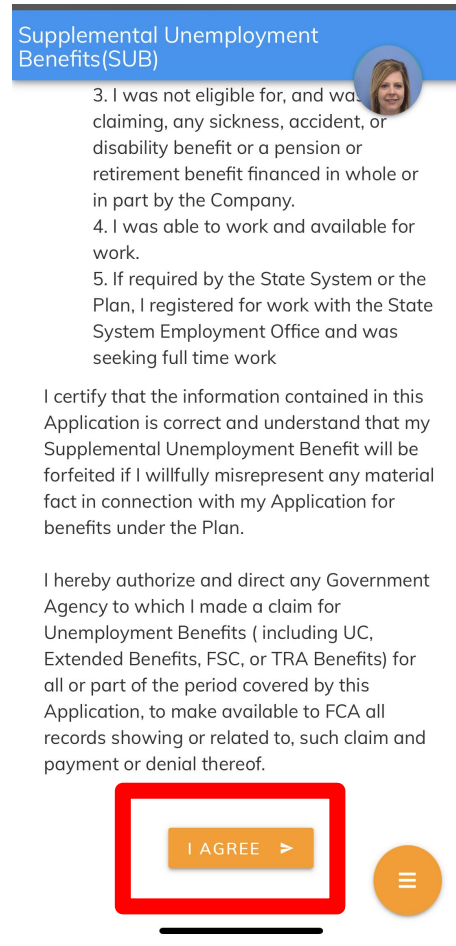 Supplemental Unemployment
Benefits(SUB)
3. I was not eligible for, and was
claiming, any sickness, accident, or
disability benefit or a pension or
retirement benefit financed in whole or
in part by the Company.
4. I was able to work and available for
work.
5. If required by the State System or the
Plan, I registered for work with the State
System Employment Office and was
seeking full time work
I certify that the information contained in this
Application is correct and understand that my
Supplemental Unemployment Benefit will be
forfeited if I willfully misrepresent any material
fact in connection with my Application for
benefits under the Plan.
I hereby authorize and direct any Government
Agency to which I made a claim for
Unemployment Benefits ( including UC,
Extended Benefits, FSC, or TRA Benefits) for
all or part of the period covered by this
Application, to make available to FCA all
records showing or related to, such claim and
payment or denial thereof.
I AGREE